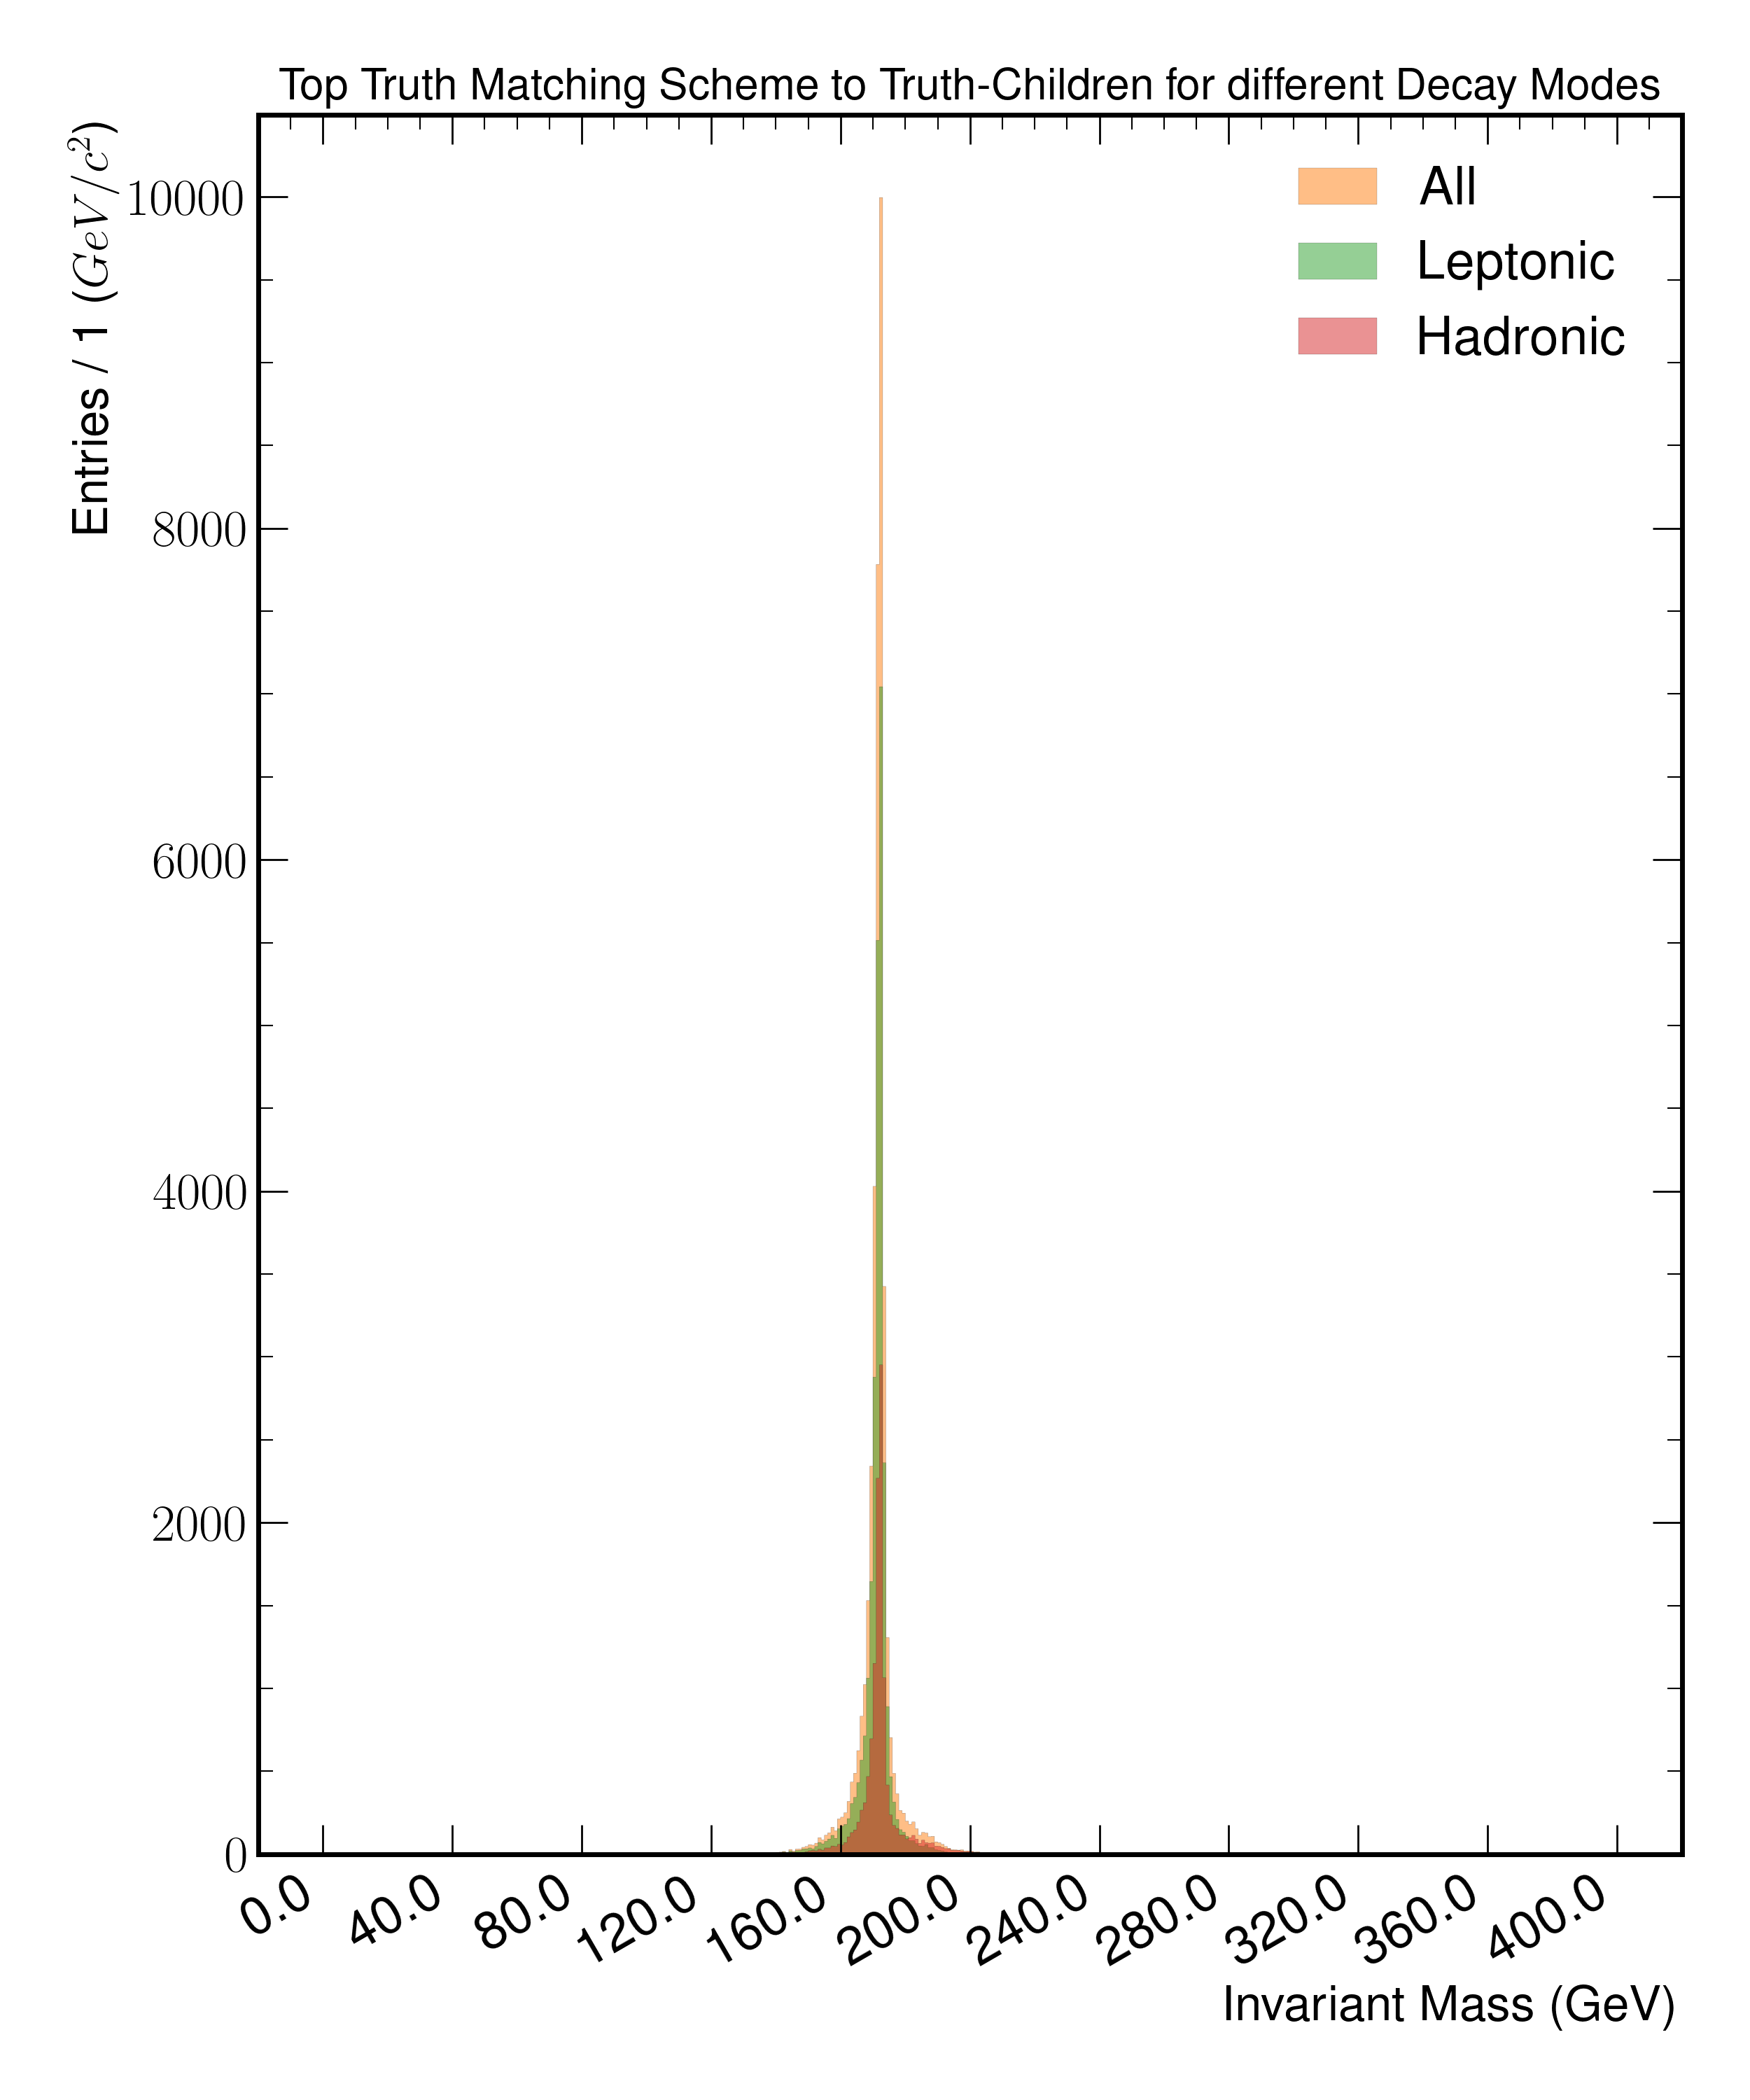 Top Truth Matching Scheme to Truth-Children for different Decay Modes
Entries / 1 (GeV/c²)
10000
8000
6000
4000
2000
0
All
Leptonic
Hadronic
0.0 40.0 80.0 120.0 160.0 200.0 240.0 280.0 320.0 360.0 400.0
Invariant Mass (GeV)